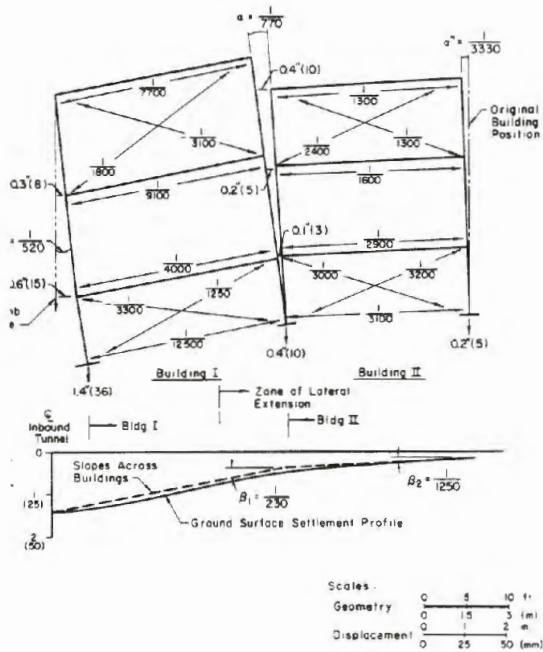 α = 1/770
α" = 1/3330
0.4"(10)
1/7700
1/1300
Original
Building
Position
1/3100
1/1800
1/2400
1/1300
0.3"(8)
1/9100
0.2"(5)
1/1600
1/520
0.1"(3)
1/4000
1/2900
0.6"(15)
1/1250
1/3000
1/3200
1/3300
1/12500
1/3100
0.4"(10)
0.2"(5)
1.4"(36)
Building I
Zone of Lateral
Extension
Building II
℄
Inbound
Tunnel
Bldg I
Bldg II
0
Slopes Across
Buildings
1
(25)
β₁ = 1/230
β₂ = 1/1250
Ground Surface Settlement Profile
2
(50)
Scales:
Geometry
0 5 10 ft
0 1.5 3 (m)
Displacement
0 1 2 in
0 25 50 (mm)